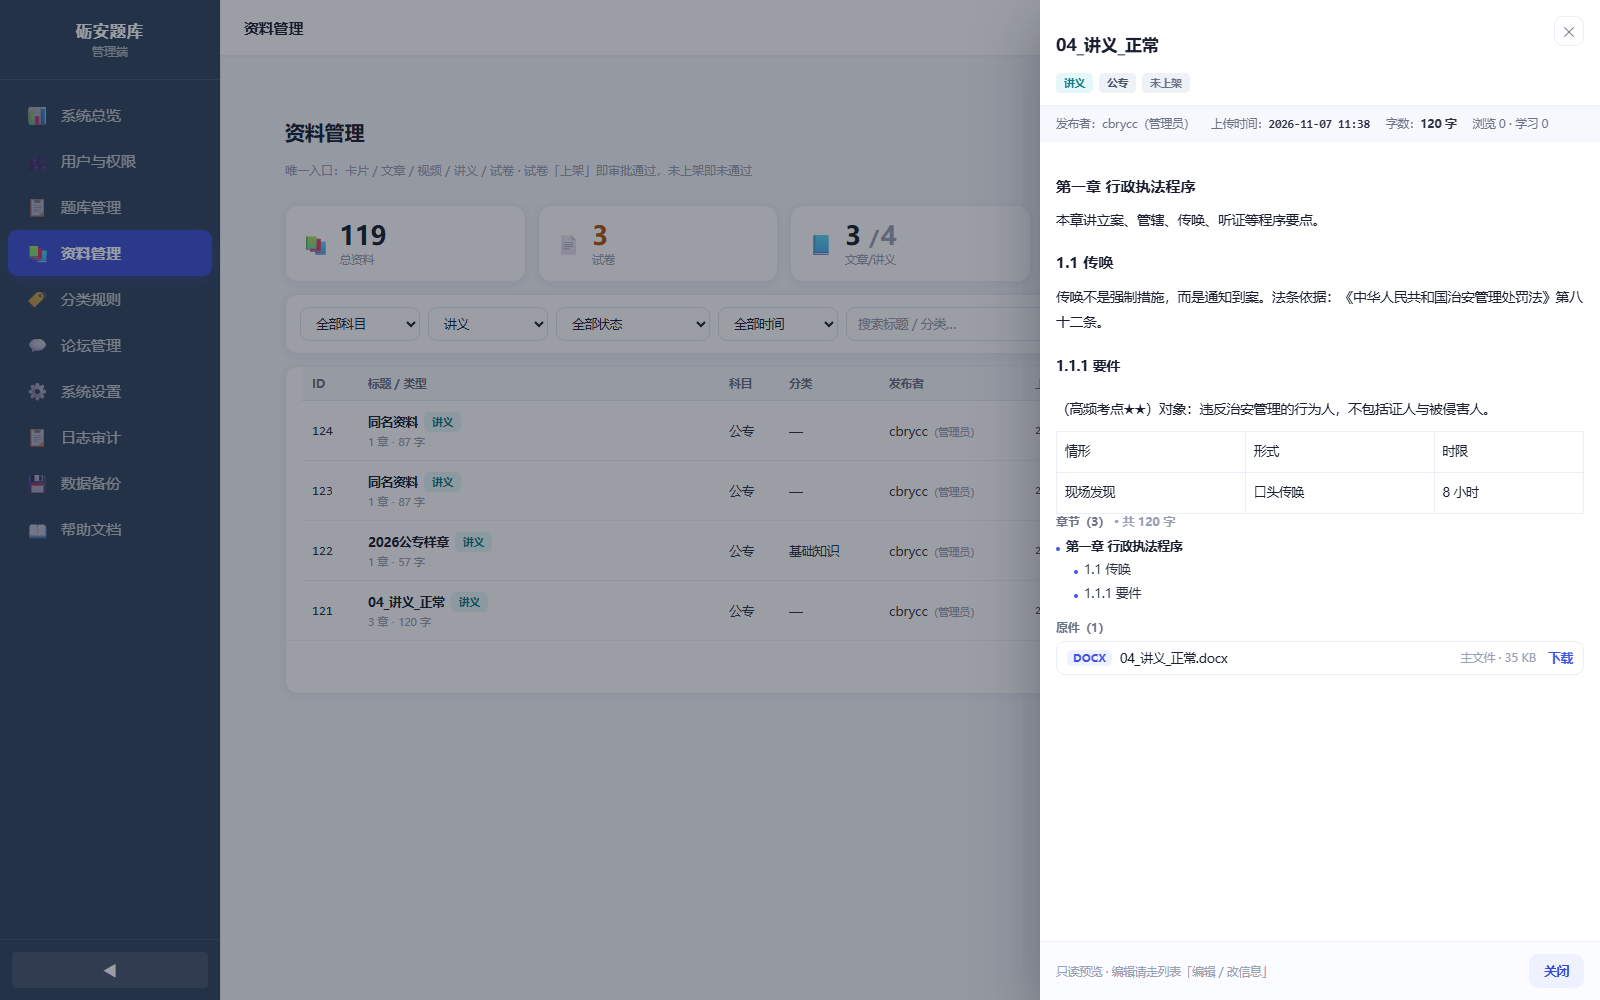 砺安题库
管理端
系统总览
用户与权限
题库管理
资料管理
分类规则
论坛管理
系统设置
日志审计
数据备份
帮助文档
◀
资料管理
资料管理
唯一入口：卡片 / 文章 / 视频 / 讲义 / 试卷 · 试卷「上架」即审批通过，未上架即未通过
119
总资料
3
试卷
3 /4
文章/讲义
全部科目
讲义
全部状态
全部时间
搜索标题 / 分类...
ID 标题 / 类型 科目 分类 发布者
124 同名资料 讲义 公专 — cbrycc (管理员) 2
1 章 · 87 字
123 同名资料 讲义 公专 — cbrycc (管理员) 2
1 章 · 87 字
122 2026公专样章 讲义 公专 基础知识 cbrycc (管理员) 2
1 章 · 57 字
121 04_讲义_正常 讲义 公专 — cbrycc (管理员) 2
3 章 · 120 字
04_讲义_正常
讲义 公专 未上架
发布者：cbrycc（管理员） 上传时间：2026-11-07 11:38 字数：120 字 浏览 0 · 学习 0
第一章 行政执法程序
本章讲立案、管辖、传唤、听证等程序要点。
1.1 传唤
传唤不是强制措施，而是通知到案。法条依据：《中华人民共和国治安管理处罚法》第八
十二条。
1.1.1 要件
（高频考点★★）对象：违反治安管理的行为人，不包括证人与被侵害人。
情形 形式 时限
现场发现 口头传唤 8 小时
章节（3） • 共 120 字
第一章 行政执法程序
1.1 传唤
1.1.1 要件
原件（1）
DOCX 04_讲义_正常.docx 主文件 · 35 KB 下载
只读预览 · 编辑请走列表「编辑 / 改信息」
关闭